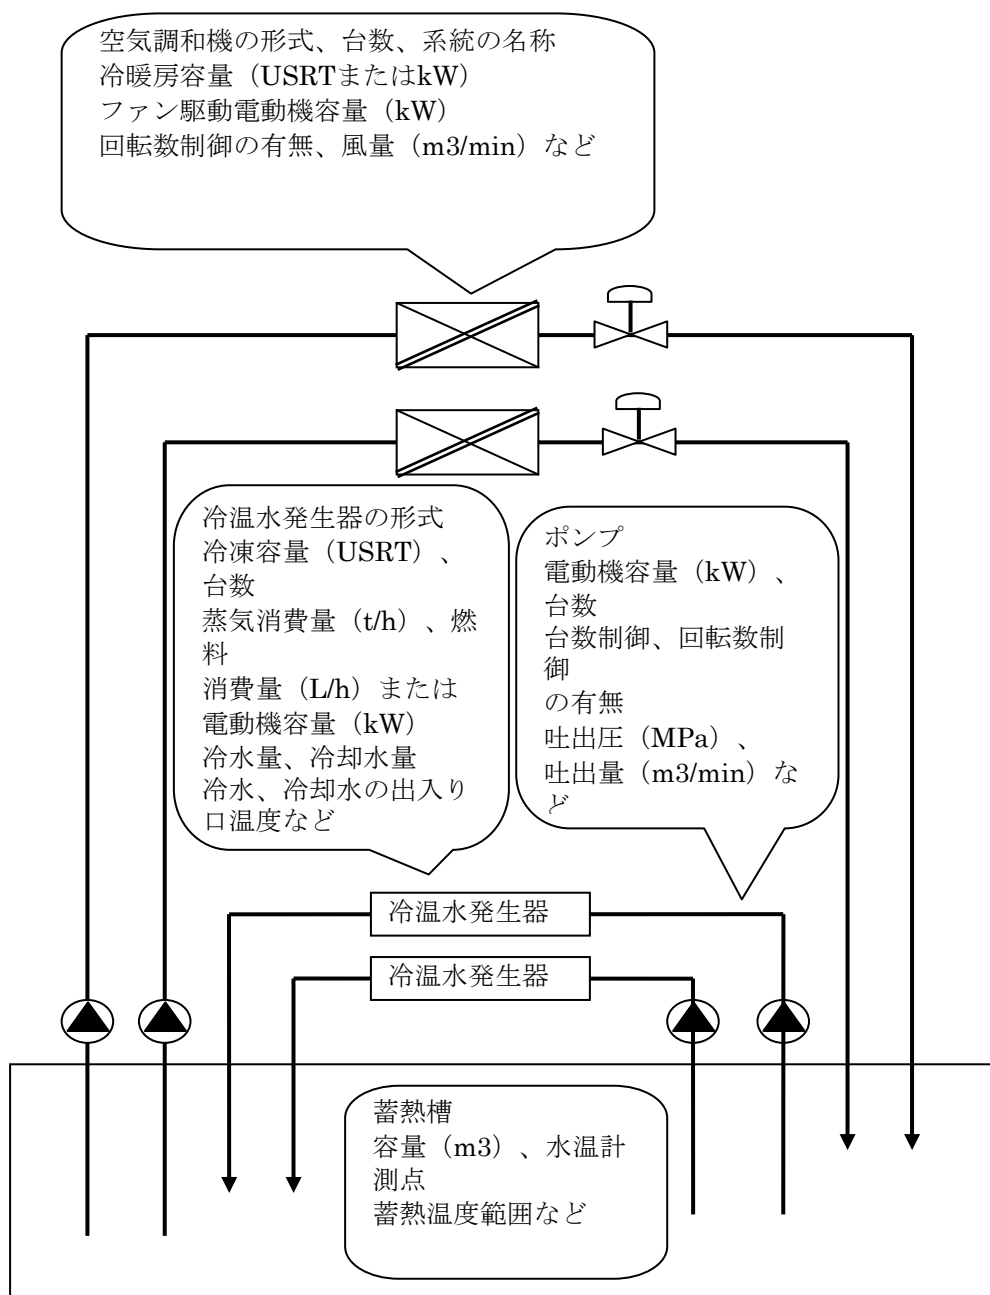 空気調和機の形式、台数、系統の名称
冷暖房容量（USRTまたはkW）
ファン駆動電動機容量（kW）
回転数制御の有無、風量（m3/min）など
冷温水発生器の形式
冷凍容量（USRT）、
台数
蒸気消費量（t/h）、燃
料
消費量（L/h）または
電動機容量（kW）
冷水量、冷却水量
冷水、冷却水の出入り
口温度など
ポンプ
電動機容量（kW）、
台数
台数制御、回転数制
御
の有無
吐出圧（MPa）、
吐出量（m3/min）な
ど
冷温水発生器
冷温水発生器
蓄熱槽
容量（m3）、水温計
測点
蓄熱温度範囲など